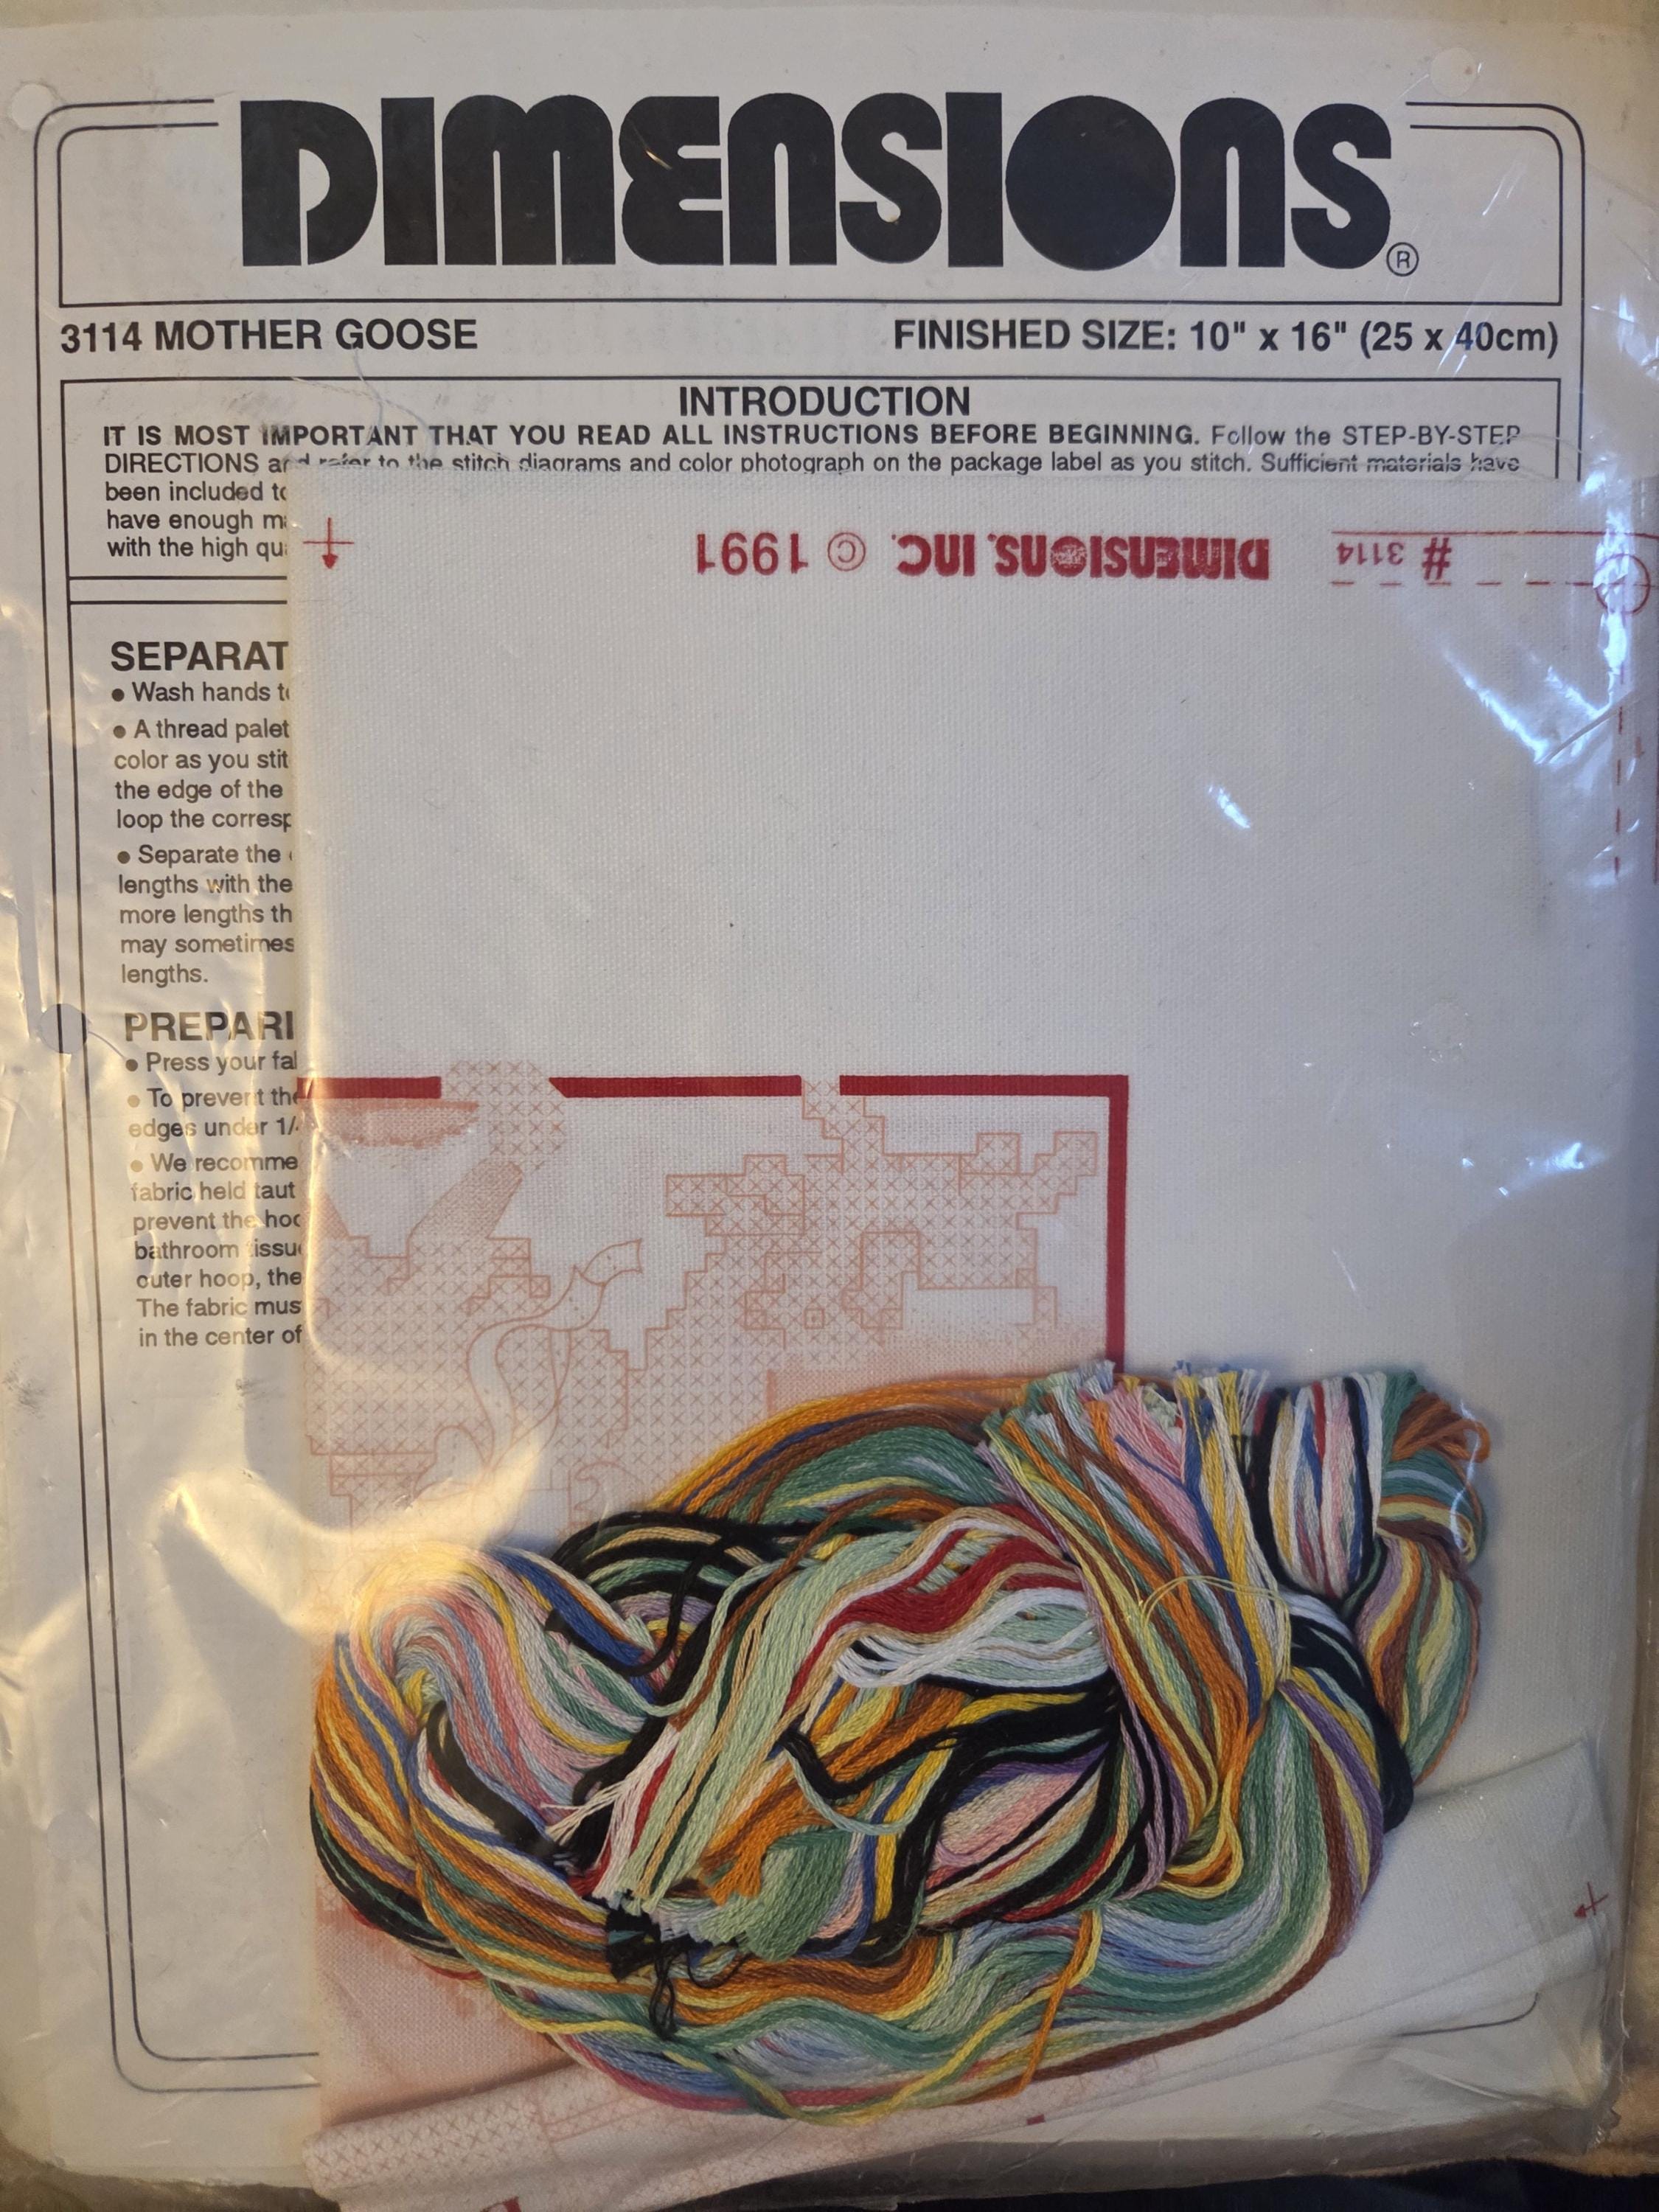 DIMENSIONS®
3114 MOTHER GOOSE
FINISHED SIZE: 10" x 16" (25 x 40cm)
INTRODUCTION
IT IS MOST IMPORTANT THAT YOU READ ALL INSTRUCTIONS BEFORE BEGINNING. Follow the STEP-BY-STEP
DIRECTIONS and refer to the stitch diagrams and color photograph on the package label as you stitch. Sufficient materials have
been included to
have enough
with the high
# 3114
DIMENSIONS, INC. © 1991
SEPARAT
• Wash hands
• A thread palet
color as you stit
the edge of the
loop the corresp
• Separate the
lengths with the
more lengths th
may sometimes
lengths.
PREPARI
• Press your
• To prevent the
edges under 1/
• We recomme
fabric held taut
prevent the hoo
bathroom tissu
outer hoop, the
The fabric mus
in the center of